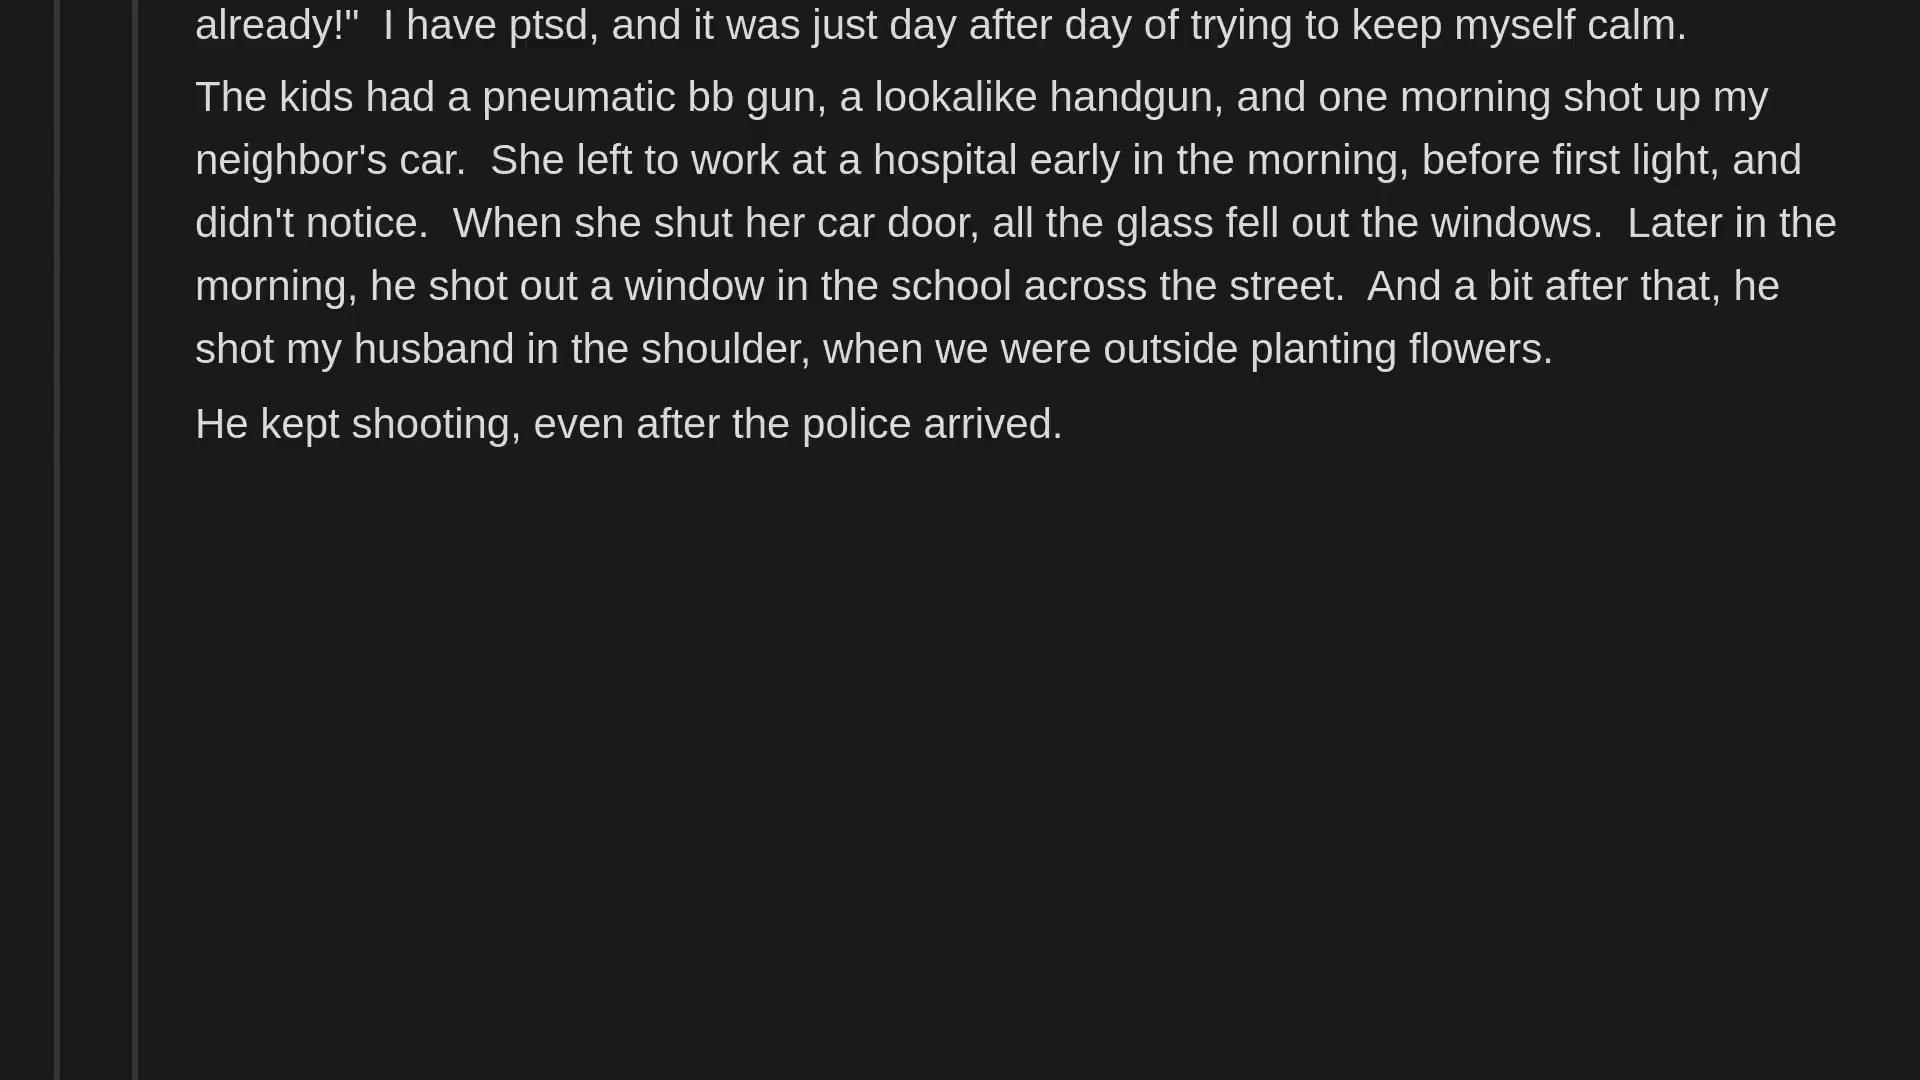 already!"  I have ptsd, and it was just day after day of trying to keep myself calm.
The kids had a pneumatic bb gun, a lookalike handgun, and one morning shot up my
neighbor's car.  She left to work at a hospital early in the morning, before first light, and
didn't notice.  When she shut her car door, all the glass fell out the windows.  Later in the
morning, he shot out a window in the school across the street.  And a bit after that, he
shot my husband in the shoulder, when we were outside planting flowers.
He kept shooting, even after the police arrived.